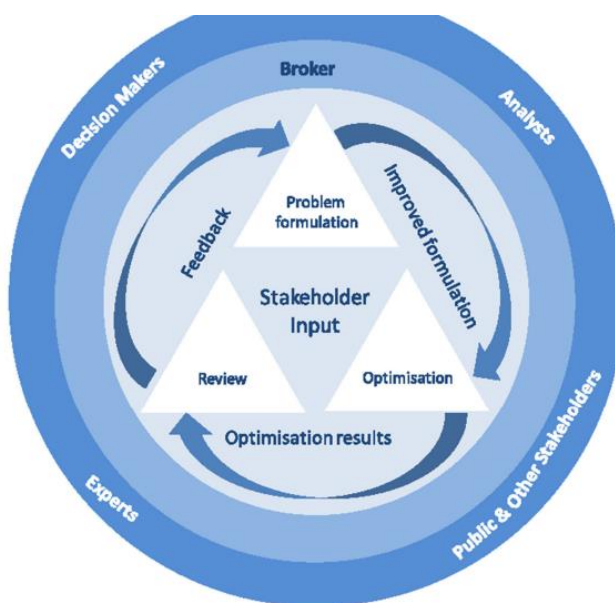 Decision Makers
Broker
Analysts
Feedback
Problem
formulation
Improved formulation
Stakeholder
Input
Review
Optimisation
Optimisation results
Experts
Public & Other Stakeholders